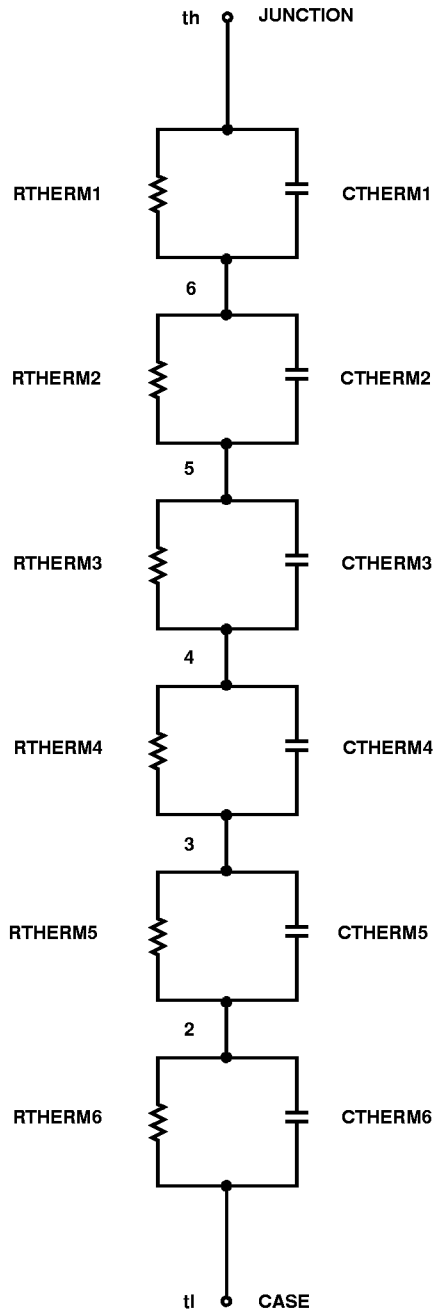 th JUNCTION
RTHERM1 CTHERM1
6
RTHERM2 CTHERM2
5
RTHERM3 CTHERM3
4
RTHERM4 CTHERM4
3
RTHERM5 CTHERM5
2
RTHERM6 CTHERM6
tl CASE